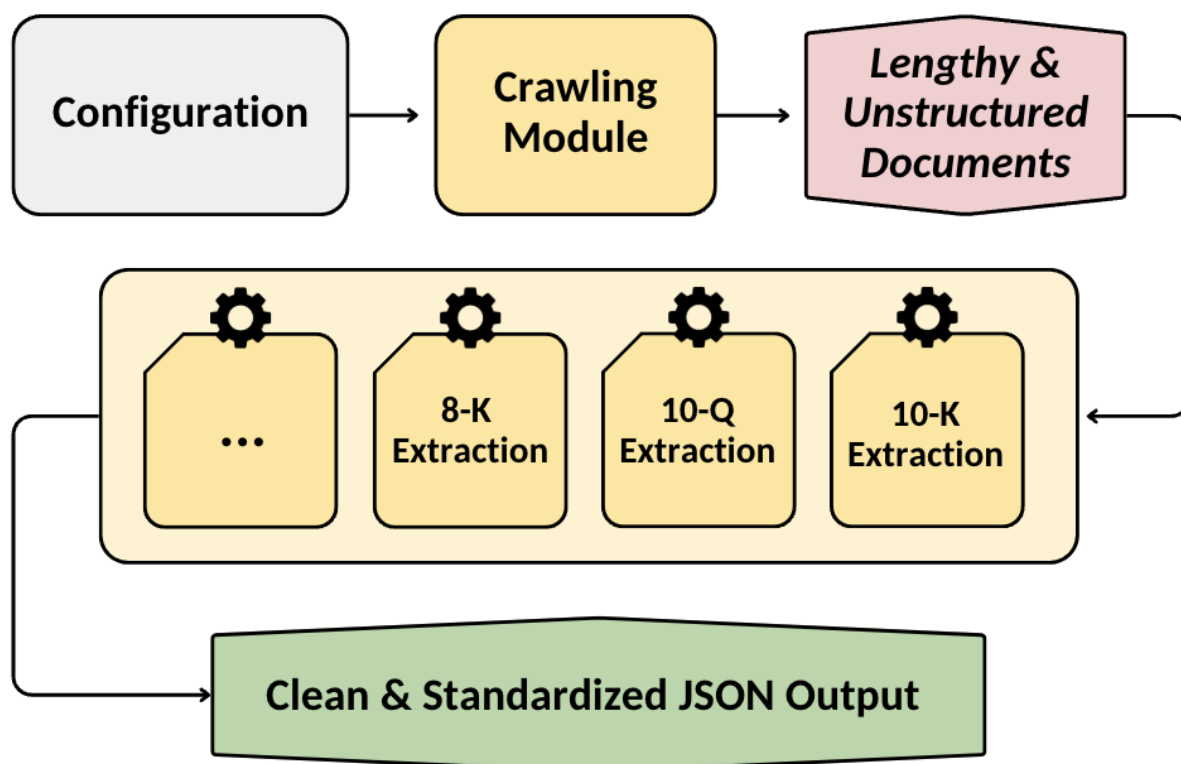 Configuration
Crawling
Module
Lengthy &
Unstructured
Documents
...
8-K
Extraction
10-Q
Extraction
10-K
Extraction
Clean & Standardized JSON Output